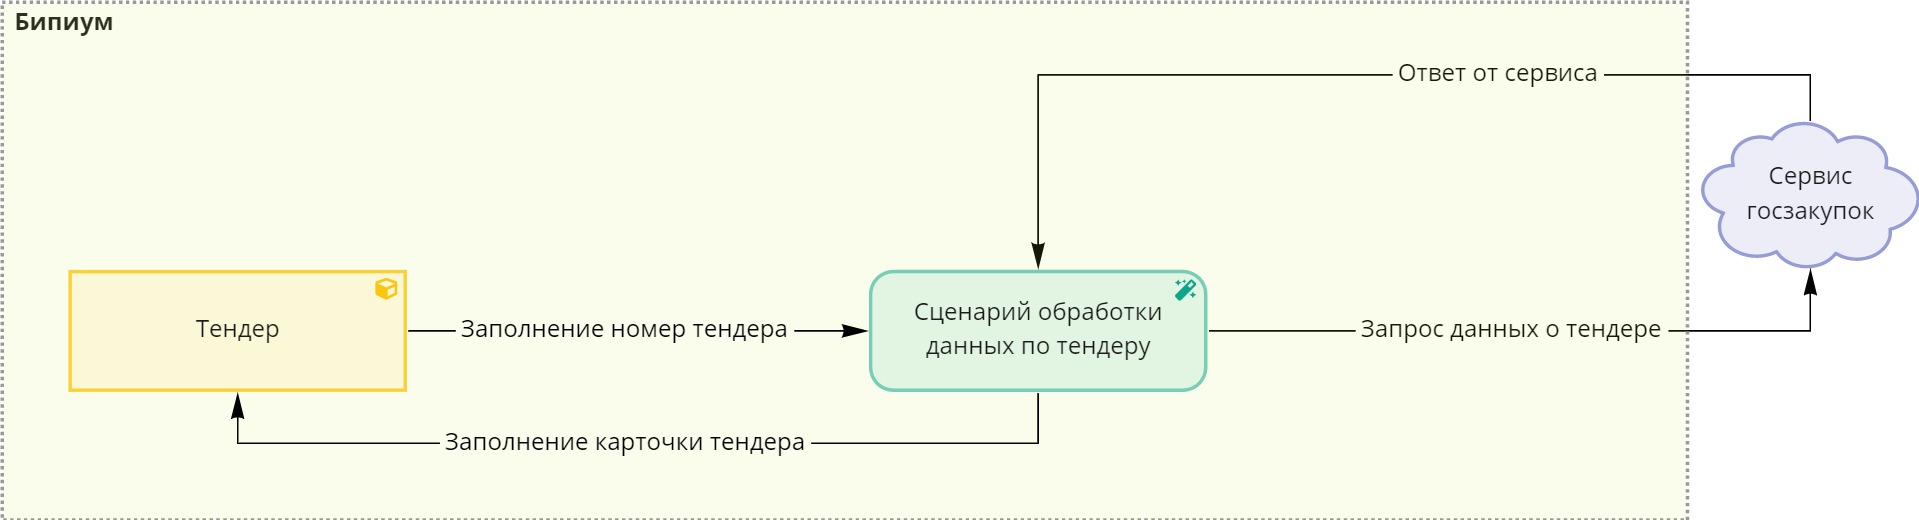 Бипиум
Ответ от сервиса
Сервис
госзакупок
Тендер
Заполнение номер тендера
Сценарий обработки
данных по тендеру
Запрос данных о тендере
Заполнение карточки тендера